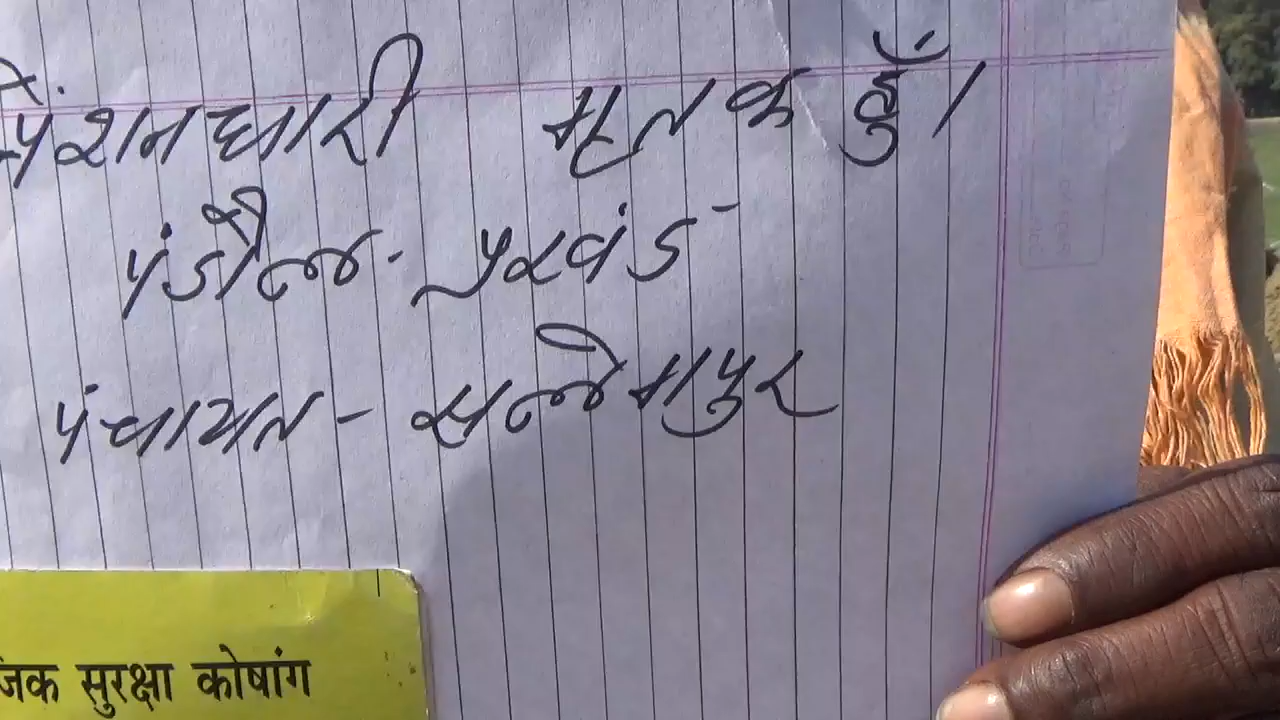 पेंशनधारी मृतक हुँ।
पंडौल - प्रखंड -
पंचायत - सलेमपुर
जिक सुरक्षा कोषांग